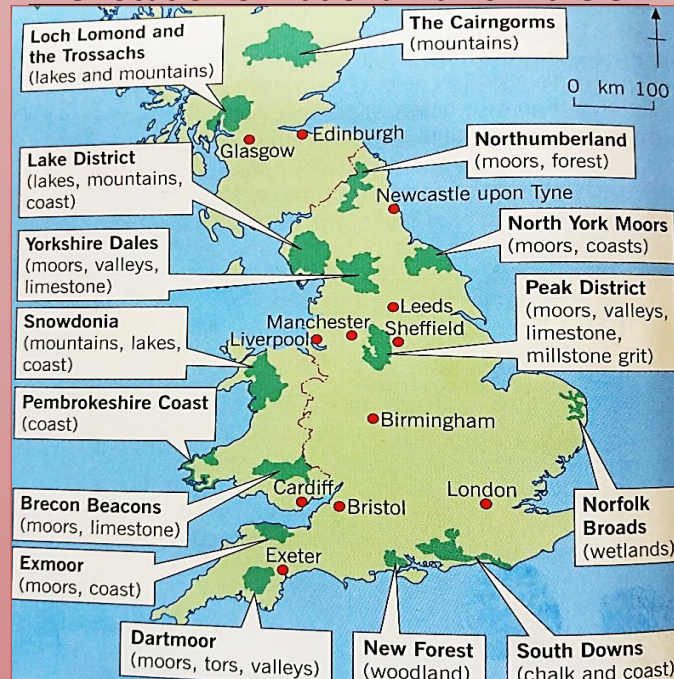 Loch Lomond and
the Trossachs
(lakes and mountains)
The Cairngorms
(mountains)
0 km 100
Edinburgh
Glasgow
Northumberland
(moors, forest)
Lake District
(lakes, mountains,
coast)
Newcastle upon Tyne
North York Moors
(moors, coasts)
Yorkshire Dales
(moors, valleys,
limestone)
Peak District
(moors, valleys,
limestone,
millstone grit)
Leeds
Manchester
Sheffield
Liverpool
Snowdonia
(mountains, lakes,
coast)
Pembrokeshire Coast
(coast)
Birmingham
Brecon Beacons
(moors, limestone)
Cardiff
Bristol
London
Norfolk
Broads
(wetlands)
Exmoor
(moors, coast)
Exeter
Dartmoor
(moors, tors, valleys)
New Forest
(woodland)
South Downs
(chalk and coast)